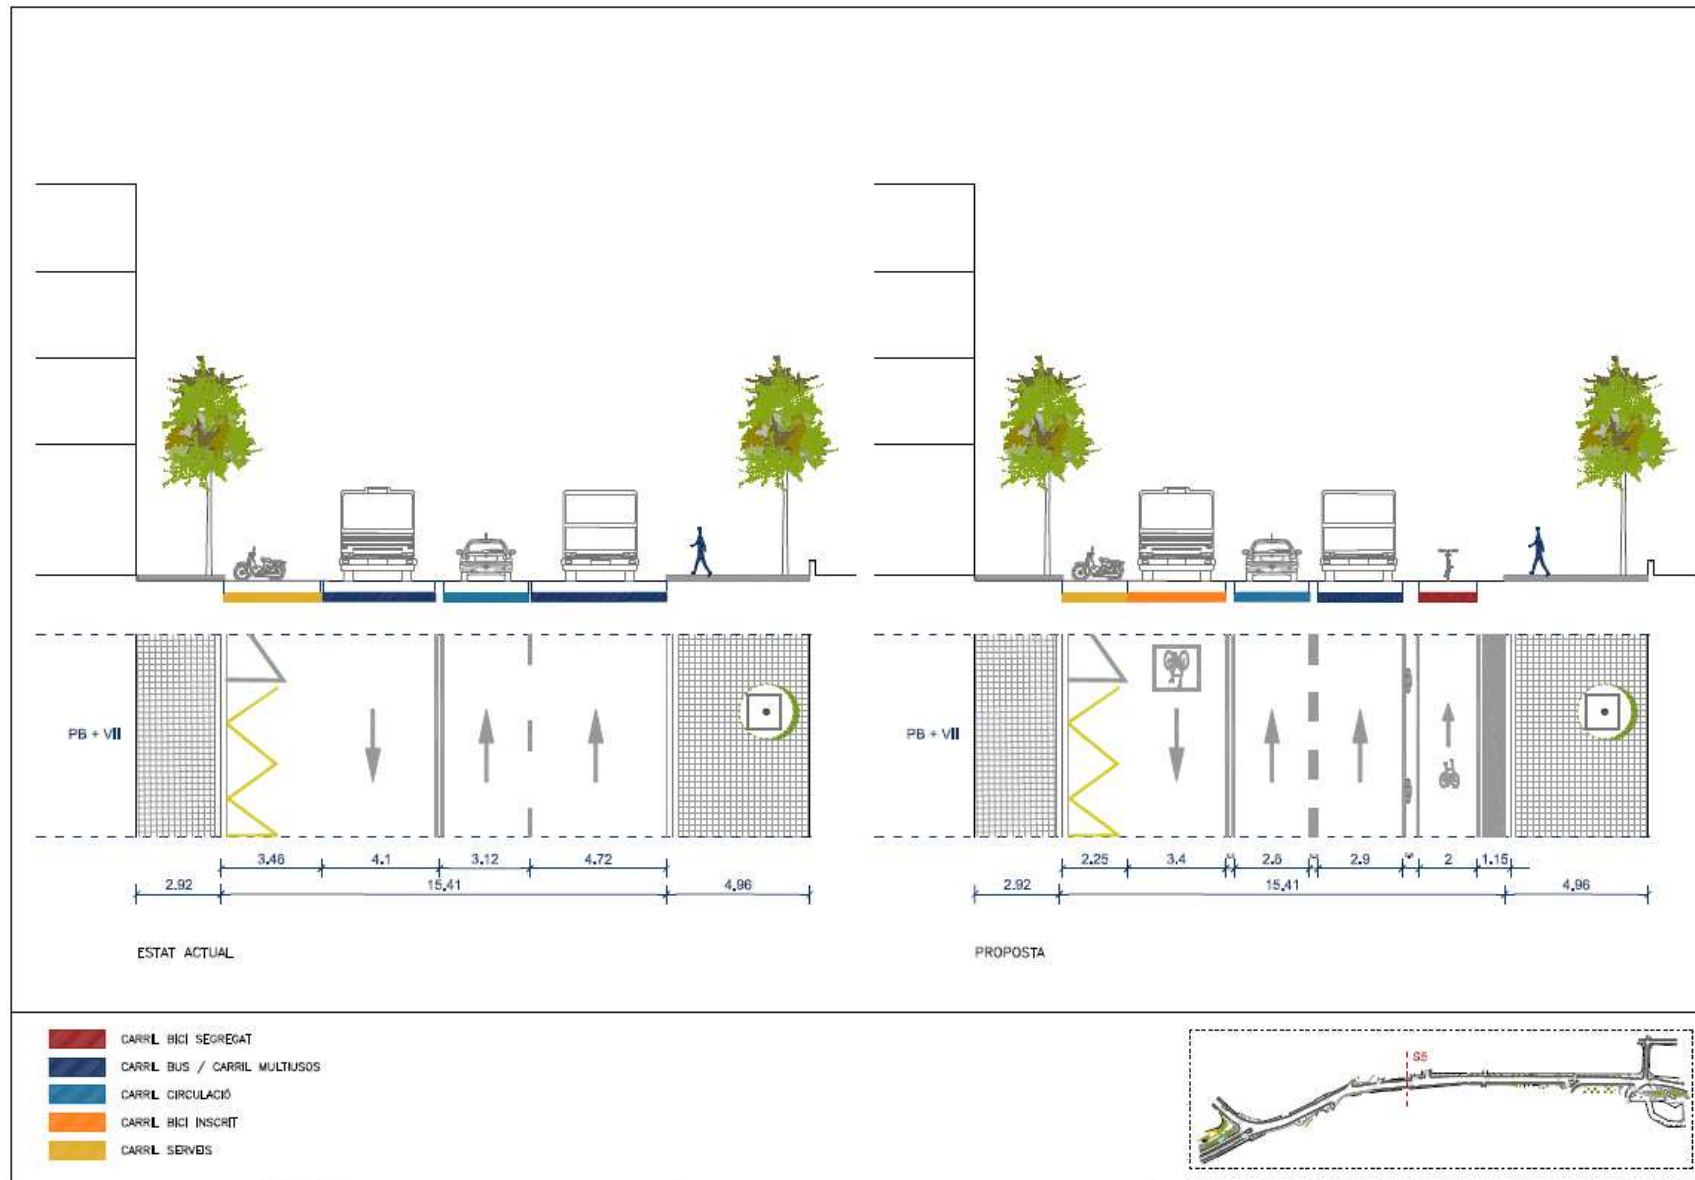 PB + VII
PB + VII
3.46 4.1 3.12 4.72
2.25 3.4 2.6 2.9 2 1.15
2.92 15.41 4.96
2.92 15.41 4.96
ESTAT ACTUAL
PROPOSTA
CARRIL BICI SEGREGAT
CARRIL BUS / CARRIL MULTIUSOS
CARRIL CIRCULACIÓ
CARRIL BICI INSCRIT
CARRIL SERVEIS